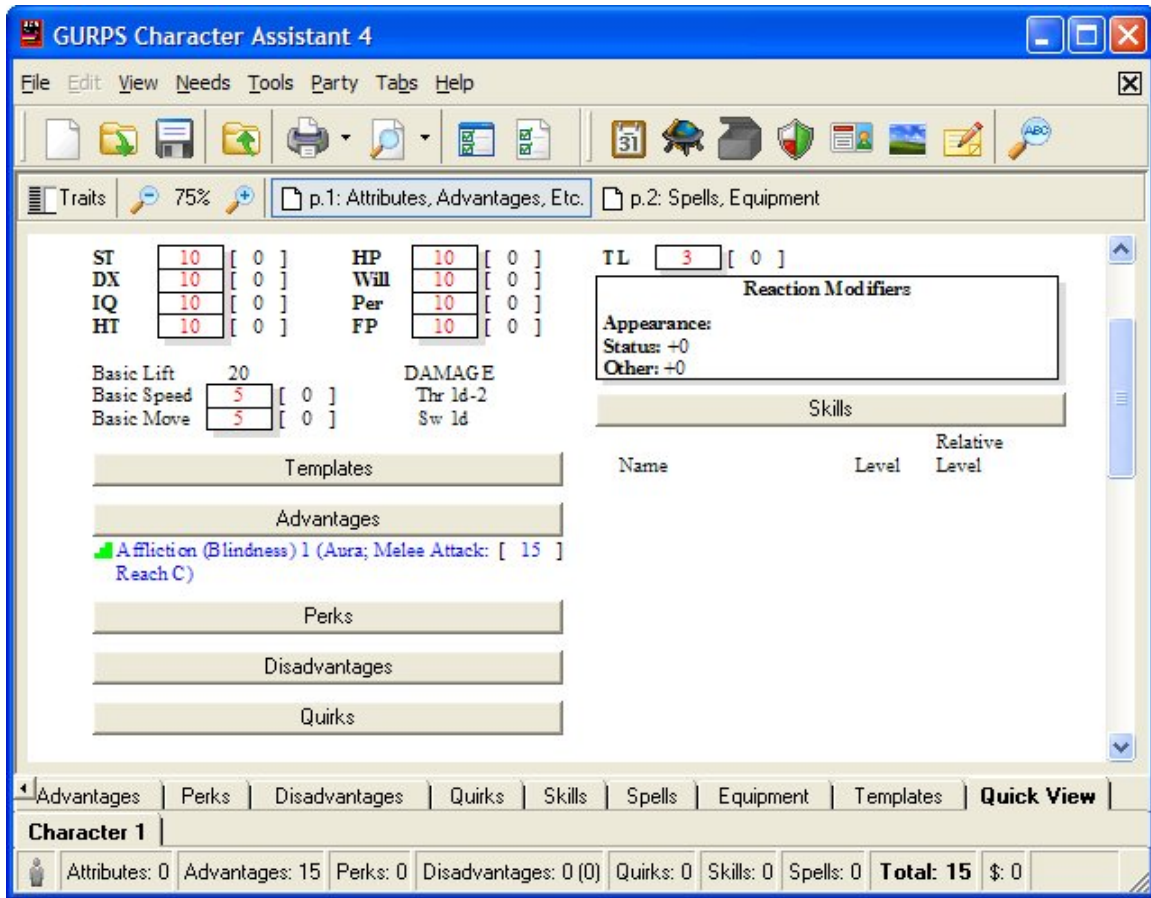 GURPS Character Assistant 4
File Edit View Needs Tools Party Tabs Help
31 ABC
Traits 75% p.1: Attributes, Advantages, Etc. p.2: Spells, Equipment
ST 10 [ 0 ] HP 10 [ 0 ] TL 3 [ 0 ]
DX 10 [ 0 ] Will 10 [ 0 ]
IQ 10 [ 0 ] Per 10 [ 0 ]
HT 10 [ 0 ] FP 10 [ 0 ]
Reaction Modifiers
Appearance:
Status: +0
Other: +0
Basic Lift 20 DAMAGE
Basic Speed 5 [ 0 ] Thr 1d-2
Basic Move 5 [ 0 ] Sw 1d
Skills
Relative
Name Level Level
Templates
Advantages
Affliction (Blindness) 1 (Aura; Melee Attack: [ 15 ]
Reach C)
Perks
Disadvantages
Quirks
Advantages Perks Disadvantages Quirks Skills Spells Equipment Templates Quick View
Character 1
Attributes: 0 Advantages: 15 Perks: 0 Disadvantages: 0 (0) Quirks: 0 Skills: 0 Spells: 0 Total: 15 $: 0